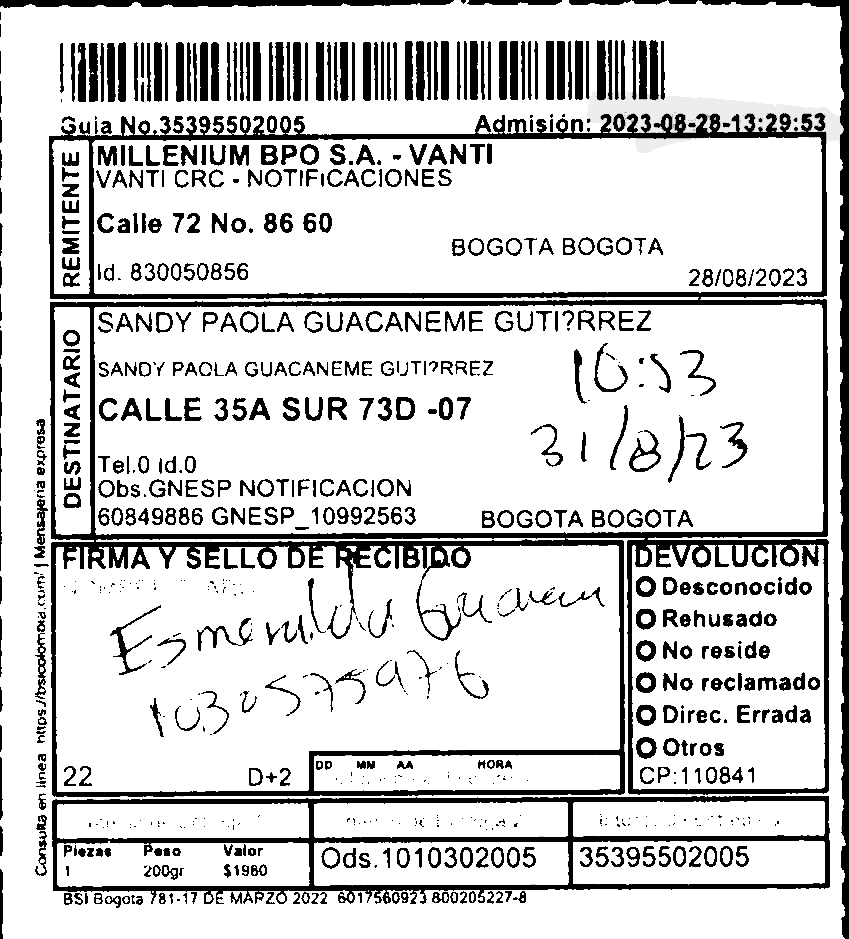 Guia No.35395502005
Admisión: 2023-08-28-13:29:53
REMITENTE
MILLENIUM BPO S.A. - VANTI
VANTI CRC - NOTIFICACIONES
Calle 72 No. 86 60
BOGOTA BOGOTA
Id. 830050856
28/08/2023
DESTINATARIO
SANDY PAOLA GUACANEME GUTI?RREZ
SANDY PAOLA GUACANEME GUTI?RREZ
10:53
CALLE 35A SUR 73D -07
31/8/23
Tel.0 id.0
Obs.GNESP NOTIFICACION
60849886 GNESP_10992563
BOGOTA BOGOTA
FIRMA Y SELLO DE RECIBIDO
Esmeralda
1030575976
22
D+2
DD MM AA HORA
DEVOLUCIÓN
Desconocido
Rehusado
No reside
No reclamado
Direc. Errada
Otros
CP:110841
Piezas Peso Valor
1 200gr $1980
Ods.1010302005
35395502005
BSI Bogota 781-17 DE MARZO 2022 6017560923 800205227-8
Consulta en linea https://bsicolombia.com/ | Mensajeria expresa